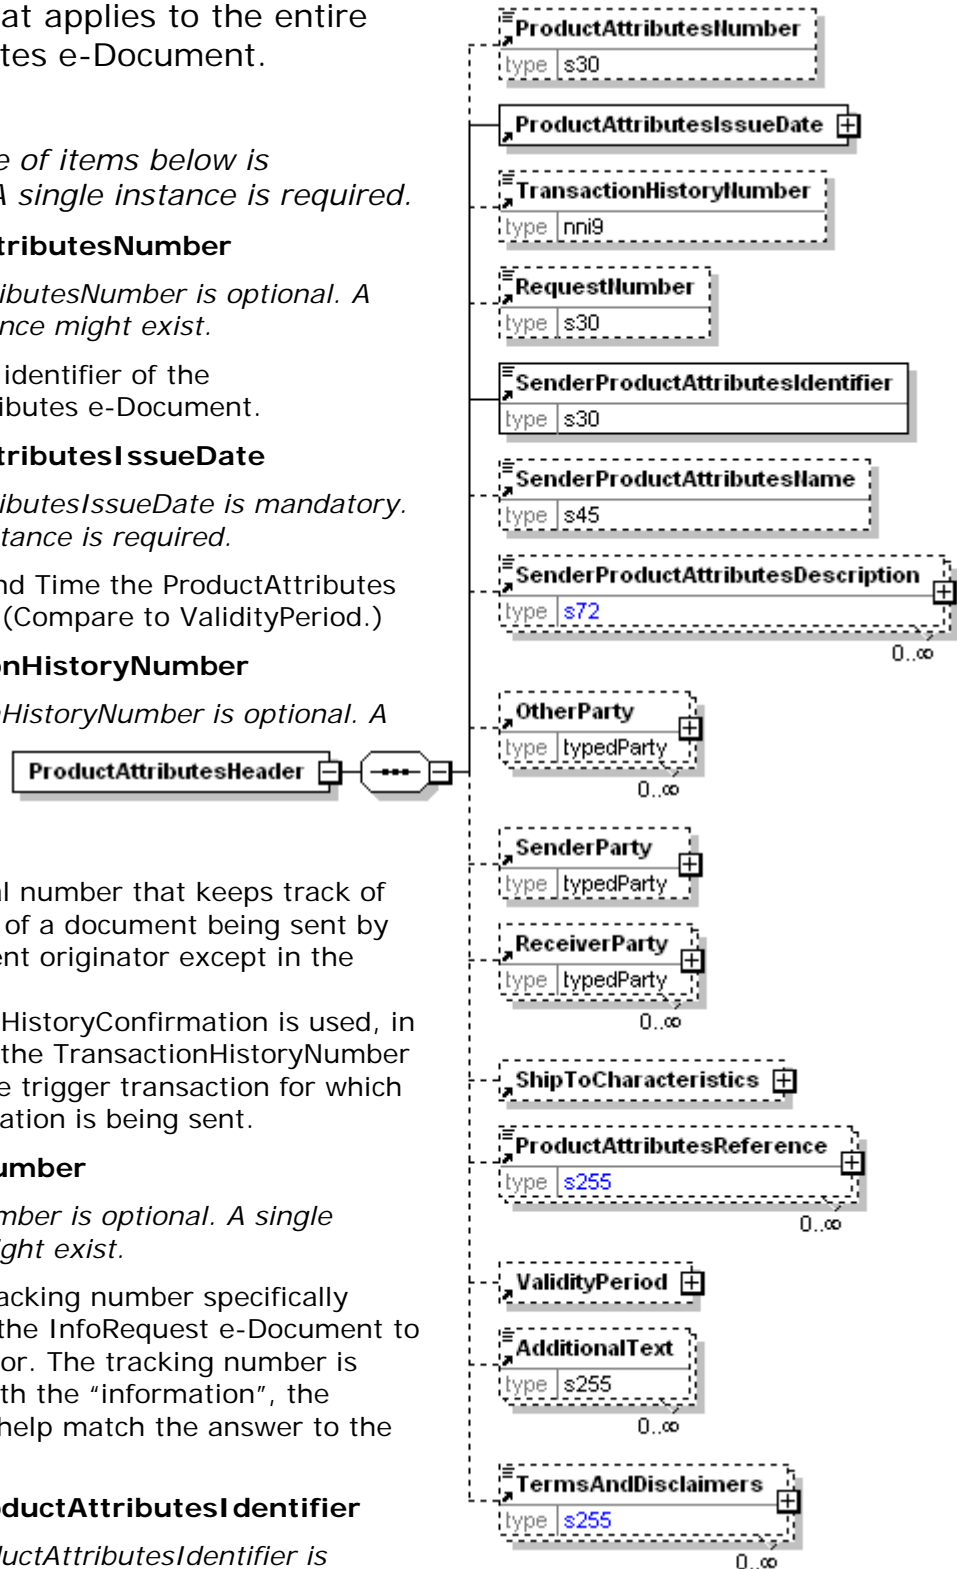 at applies to the entire
tes e-Document.
e of items below is
A single instance is required.
tributesNumber
ributesNumber is optional. A
nce might exist.
identifier of the
ibutes e-Document.
tributesIssueDate
ributesIssueDate is mandatory.
tance is required.
nd Time the ProductAttributes
(Compare to ValidityPeriod.)
onHistoryNumber
nHistoryNumber is optional. A
ProductAttributesHeader
al number that keeps track of
of a document being sent by
ent originator except in the
HistoryConfirmation is used, in
the TransactionHistoryNumber
e trigger transaction for which
ation is being sent.
umber
mber is optional. A single
ight exist.
acking number specifically
the InfoRequest e-Document to
or. The tracking number is
th the “information”, the
help match the answer to the
oductAttributesIdentifier
ductAttributesIdentifier is
ProductAttributesNumber
type s30
ProductAttributesIssueDate
TransactionHistoryNumber
type nni9
RequestNumber
type s30
SenderProductAttributesIdentifier
type s30
SenderProductAttributesName
type s45
SenderProductAttributesDescription
type s72
0..∞
OtherParty
type typedParty
0..∞
SenderParty
type typedParty
ReceiverParty
type typedParty
0..∞
ShipToCharacteristics
ProductAttributesReference
type s255
0..∞
ValidityPeriod
AdditionalText
type s255
0..∞
TermsAndDisclaimers
type s255
0..∞